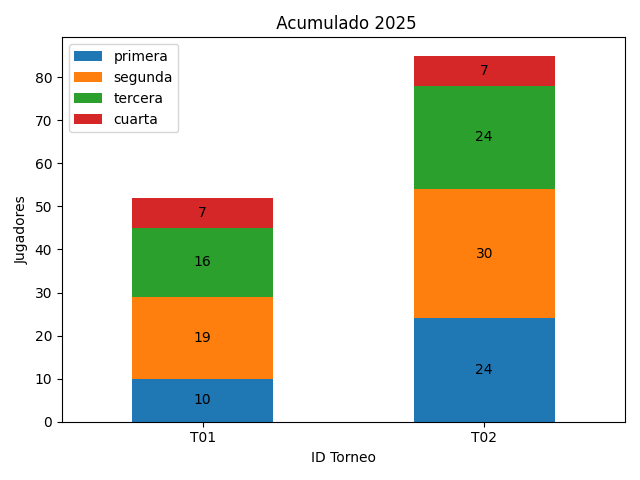 Acumulado 2025
primera
segunda
tercera
cuarta
Jugadores
80
70
60
50
40
30
20
10
0
7
16
19
10
7
24
30
24
T01
T02
ID Torneo